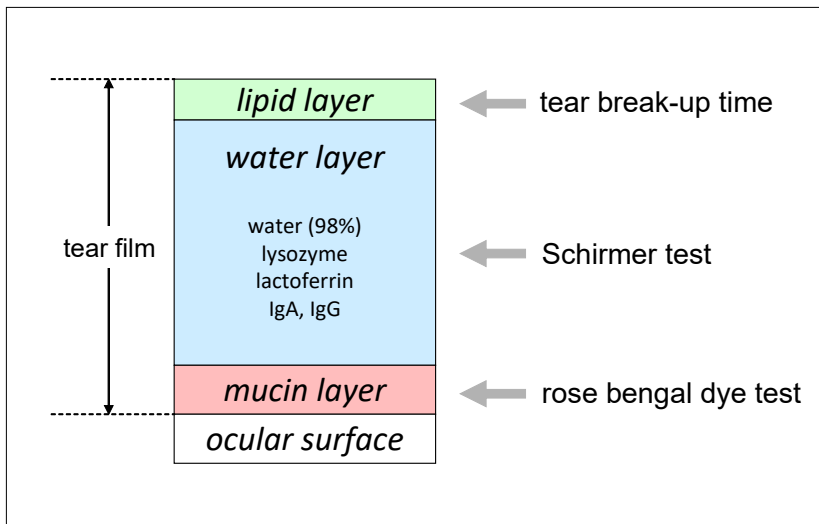 lipid layer
tear break-up time
water layer
water (98%)
lysozyme
lactoferrin
IgA, IgG
tear film
Schirmer test
mucin layer
rose bengal dye test
ocular surface